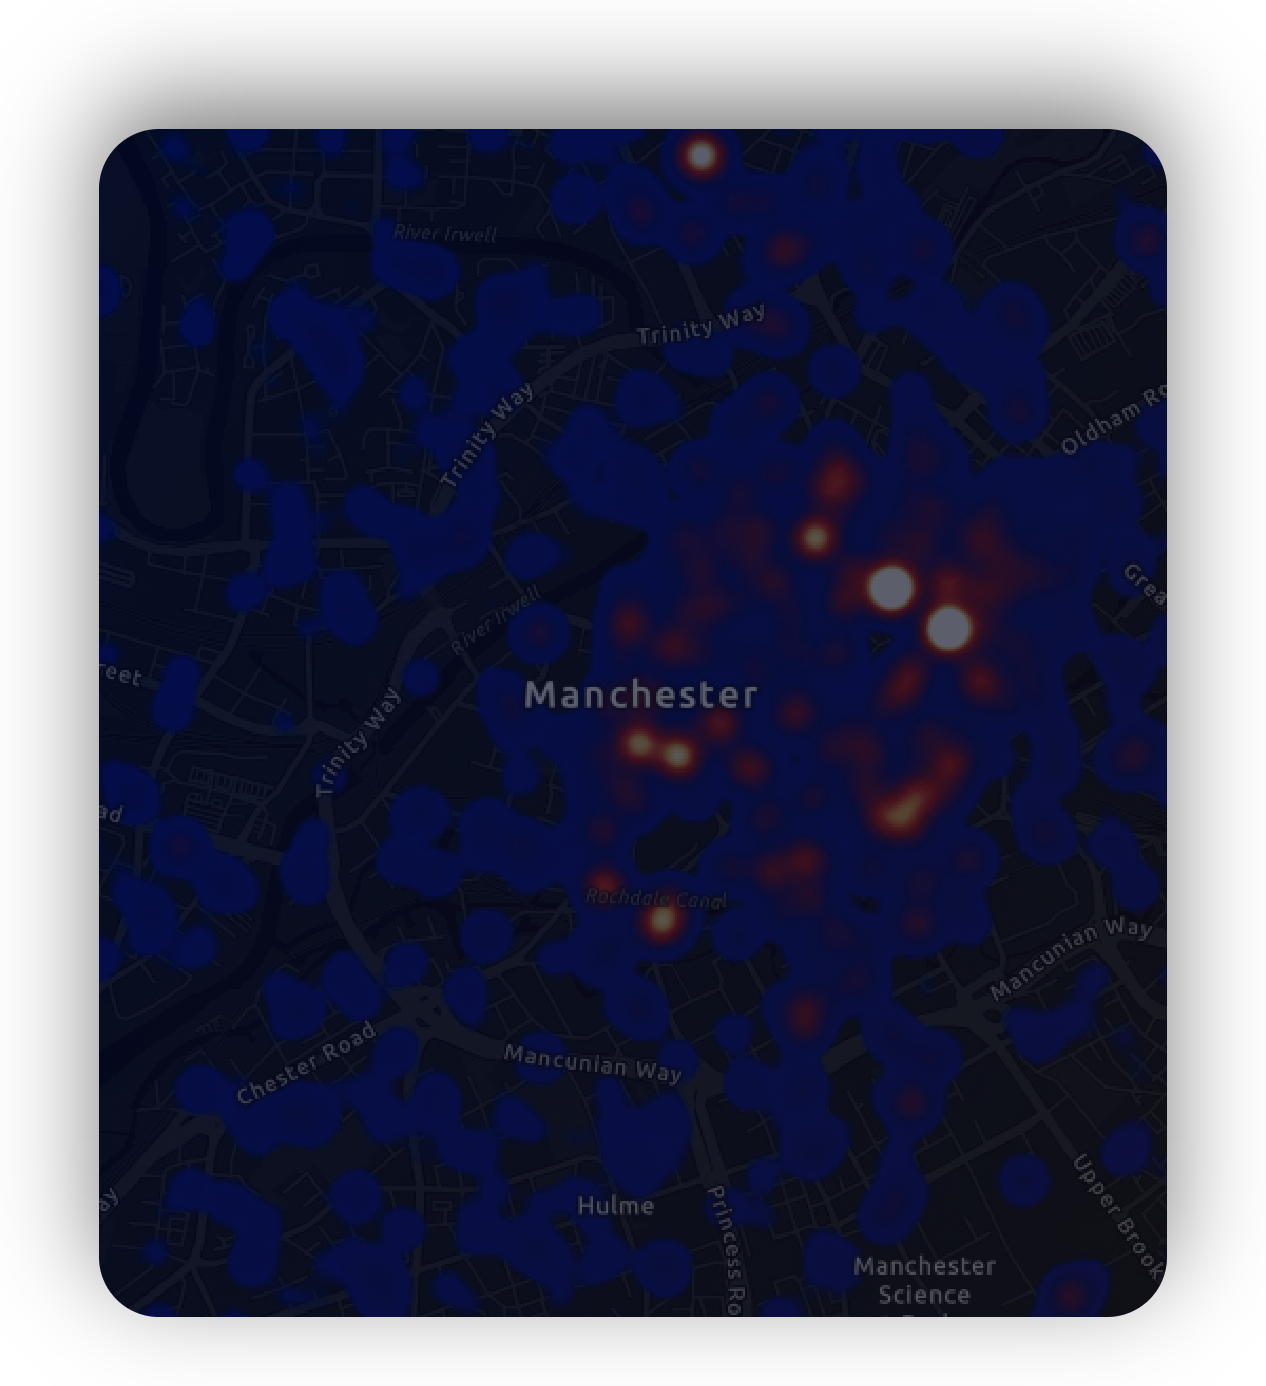 River Irwell
Trinity Way
Oldham Ro
Trinity Way
Grea
River Irwell
reet
Manchester
Trinity Way
ad
Rochdale Canal
Mancunian Way
Chester Road
Mancunian Way
ay
Hulme
Princess Ro
Upper Brook
Manchester
Science